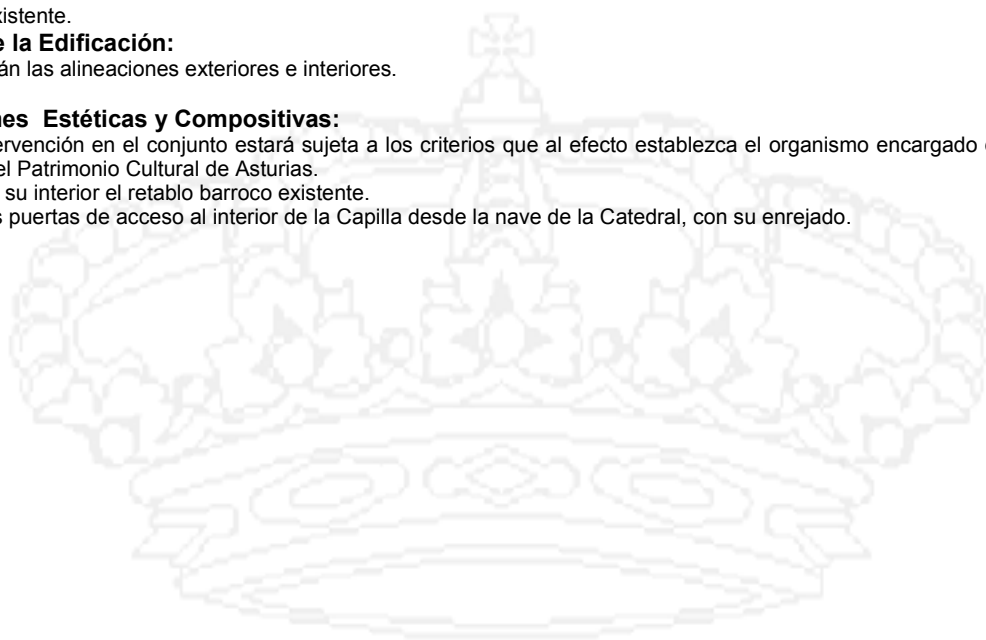 xistente.
e la Edificación:
án las alineaciones exteriores e interiores.
nes Estéticas y Compositivas:
ervención en el conjunto estará sujeta a los criterios que al efecto establezca el organismo encargado
el Patrimonio Cultural de Asturias.
su interior el retablo barroco existente.
s puertas de acceso al interior de la Capilla desde la nave de la Catedral, con su enrejado.